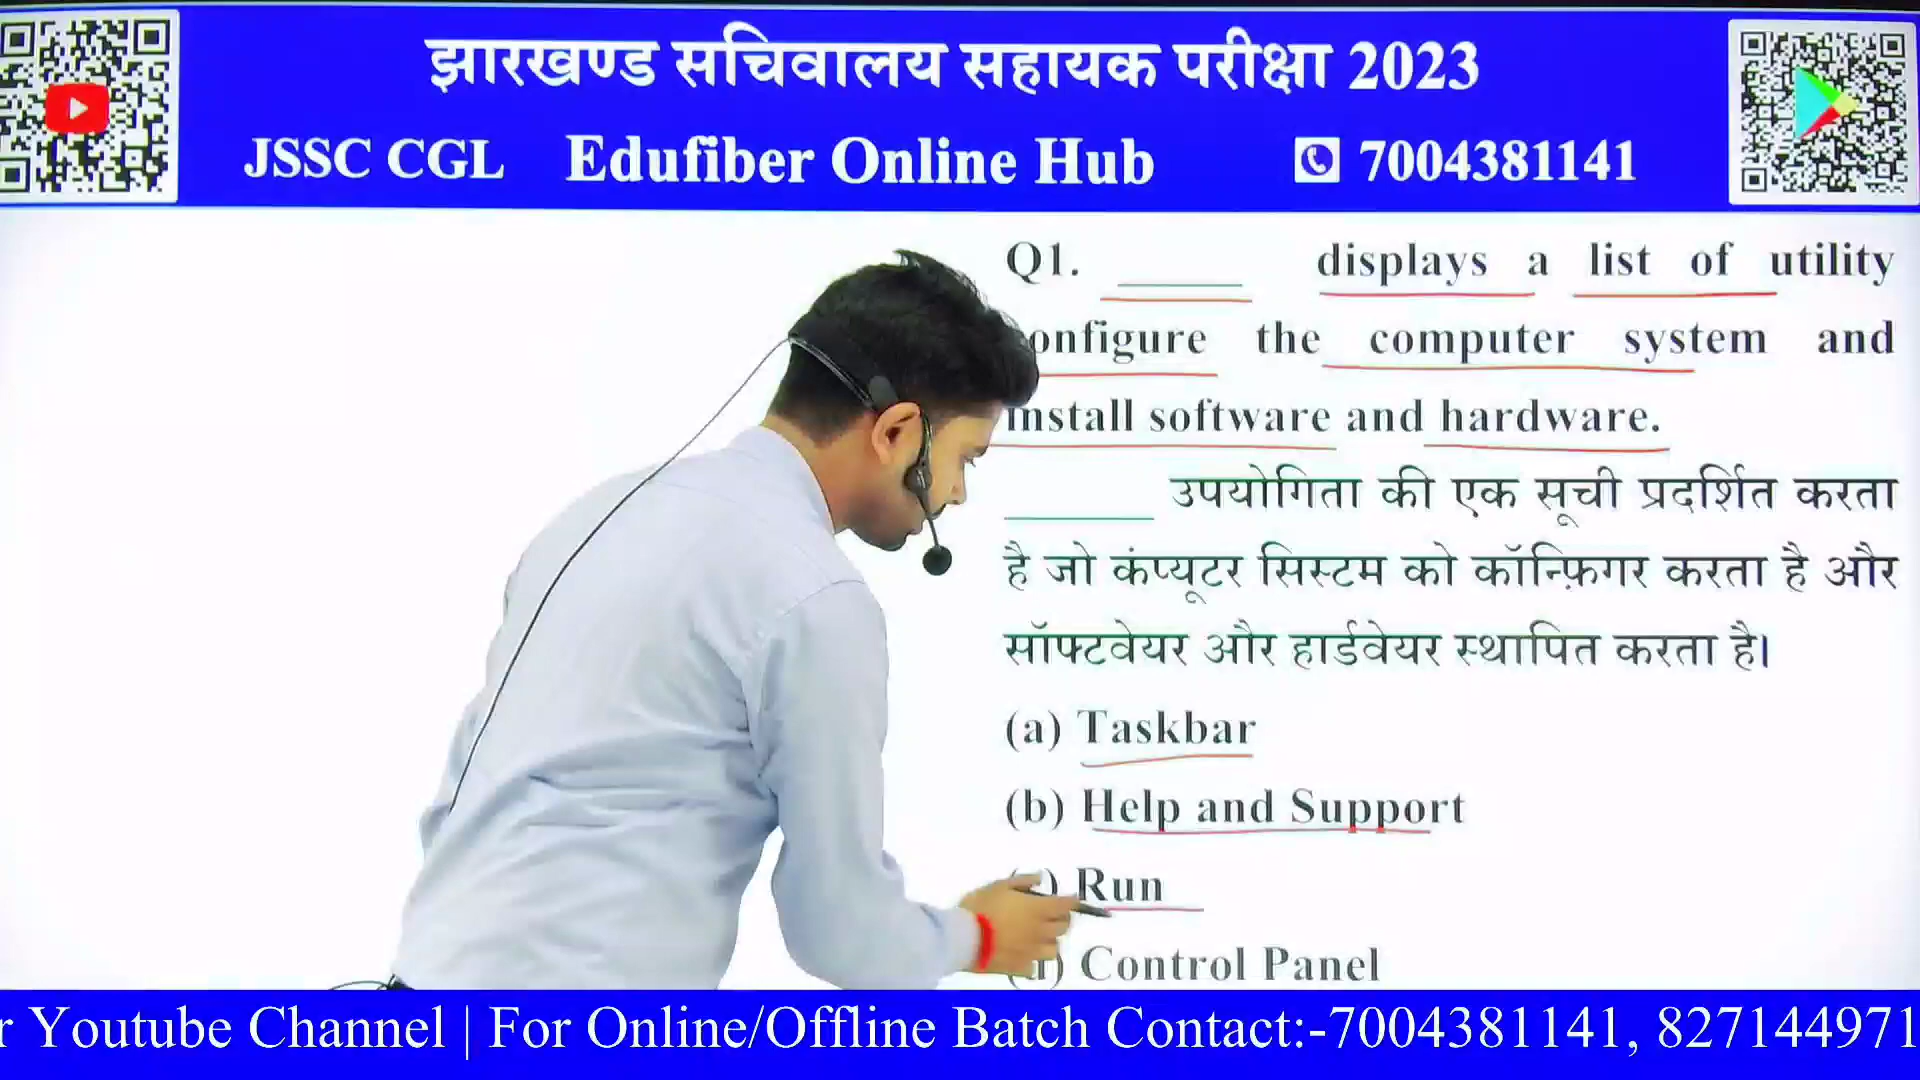 झारखण्ड सचिवालय सहायक परीक्षा 2023
JSSC CGL Edufiber Online Hub 7004381141
Q1. ______ displays a list of utility
configure the computer system and
install software and hardware.
______ उपयोगिता की एक सूची प्रदर्शित करता
है जो कंप्यूटर सिस्टम को कॉन्फ़िगर करता है और
सॉफ्टवेयर और हार्डवेयर स्थापित करता है।
(a) Taskbar
(b) Help and Support
Run
Control Panel
r Youtube Channel | For Online/Offline Batch Contact:-7004381141, 827144971